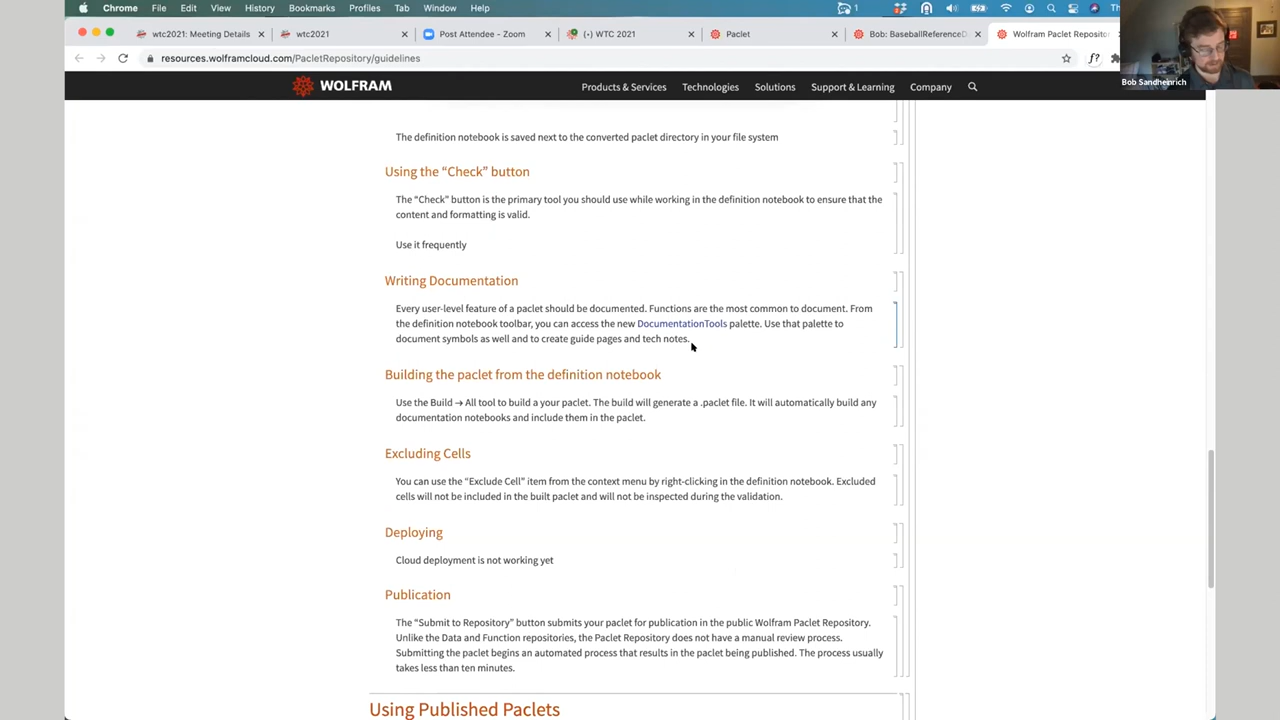 Chrome File Edit View History Bookmarks Profiles Tab Window Help
1
Th
wtc2021: Meeting Details
wtc2021
Post Attendee - Zoom
(•) WTC 2021
Paclet
Bob: BaseballReferenceD
Wolfram Paclet Reposito
resources.wolframcloud.com/PacletRepository/guidelines
f?
Bob Sandheinrich
WOLFRAM
Products & Services Technologies Solutions Support & Learning Company
The definition notebook is saved next to the converted paclet directory in your file system
Using the “Check” button
The “Check” button is the primary tool you should use while working in the definition notebook to ensure that the
content and formatting is valid.
Use it frequently
Writing Documentation
Every user-level feature of a paclet should be documented. Functions are the most common to document. From
the definition notebook toolbar, you can access the new DocumentationTools palette. Use that palette to
document symbols as well and to create guide pages and tech notes.
Building the paclet from the definition notebook
Use the Build → All tool to build a your paclet. The build will generate a .paclet file. It will automatically build any
documentation notebooks and include them in the paclet.
Excluding Cells
You can use the “Exclude Cell” item from the context menu by right-clicking in the definition notebook. Excluded
cells will not be included in the built paclet and will not be inspected during the validation.
Deploying
Cloud deployment is not working yet
Publication
The “Submit to Repository” button submits your paclet for publication in the public Wolfram Paclet Repository.
Unlike the Data and Function repositories, the Paclet Repository does not have a manual review process.
Submitting the paclet begins an automated process that results in the paclet being published. The process usually
takes less than ten minutes.
Using Published Paclets